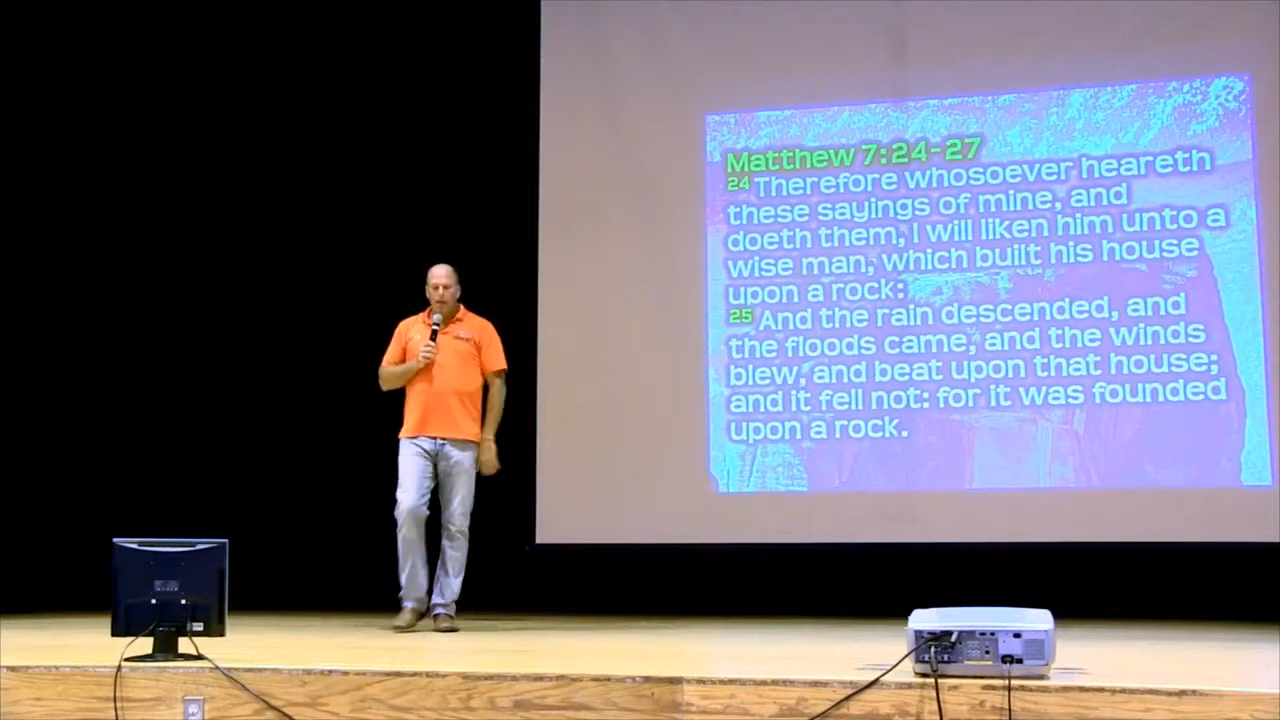 Matthew 7:24-27
24 Therefore whosoever heareth
these sayings of mine, and
doeth them, I will liken him unto a
wise man, which built his house
upon a rock:
25 And the rain descended, and
the floods came, and the winds
blew, and beat upon that house;
and it fell not: for it was founded
upon a rock.